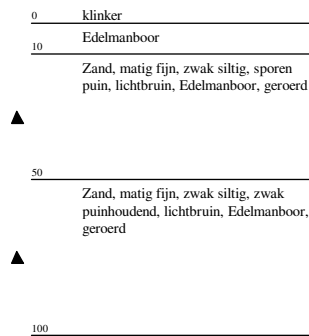 0 klinker
Edelmanboor
10
Zand, matig fijn, zwak siltig, sporen
puin, lichtbruin, Edelmanboor, geroerd
50
Zand, matig fijn, zwak siltig, zwak
puinhoudend, lichtbruin, Edelmanboor,
geroerd
100